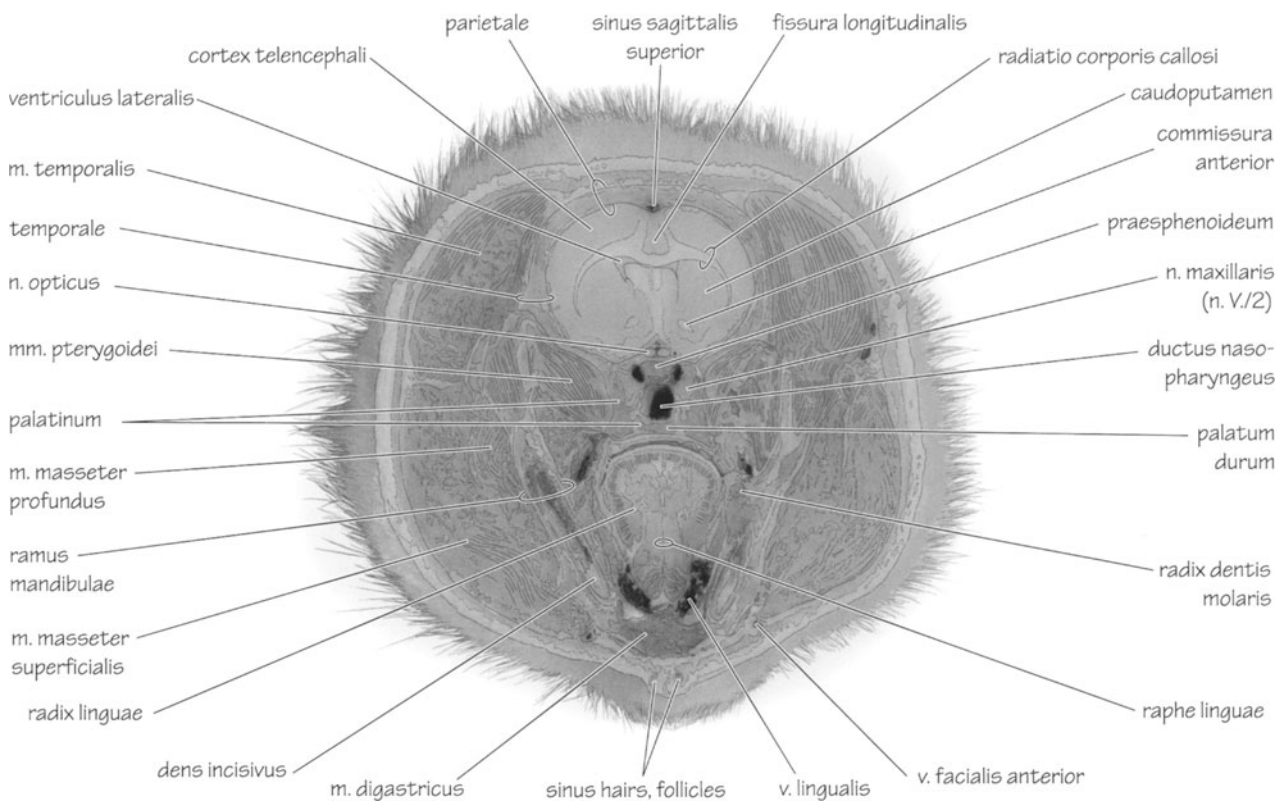 parietale
sinus sagittalis
superior
fissura longitudinalis
cortex telencephali
radiatio corporis callosi
ventriculus lateralis
caudoputamen
commissura
anterior
m. temporalis
temporale
praesphenoideum
n. opticus
n. maxillaris
(n. V./2)
mm. pterygoidei
ductus naso-
pharyngeus
palatinum
palatum
durum
m. masseter
profundus
ramus
mandibulae
radix dentis
molaris
m. masseter
superficialis
radix linguae
raphe linguae
dens incisivus
m. digastricus
sinus hairs, follicles
v. lingualis
v. facialis anterior